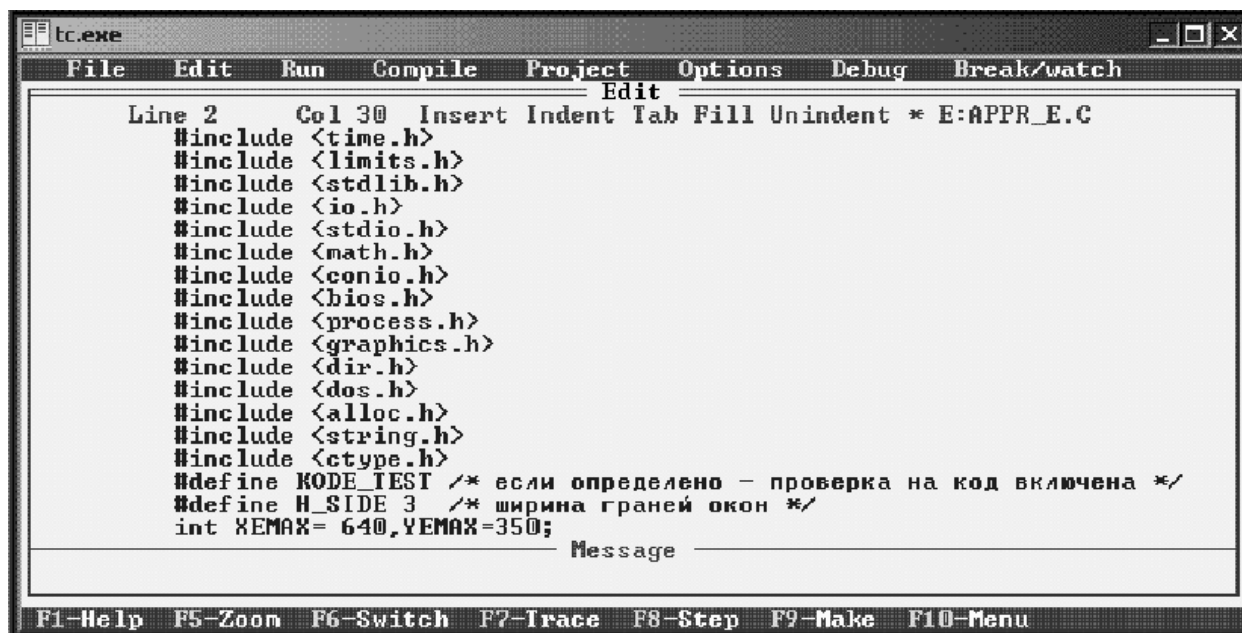 tc.exe
File Edit Run Compile Project Options Debug Break/watch
Edit
Line 2 Col 30 Insert Indent Tab Fill Unindent * E:APPR_E.C
#include <time.h>
#include <limits.h>
#include <stdlib.h>
#include <io.h>
#include <stdio.h>
#include <math.h>
#include <conio.h>
#include <bios.h>
#include <process.h>
#include <graphics.h>
#include <dir.h>
#include <dos.h>
#include <alloc.h>
#include <string.h>
#include <ctype.h>
#define KODE_TEST /* если определено – проверка на код включена */
#define H_SIDE 3 /* ширина граней окон */
int XEMAX= 640,YEMAX=350;
Message
F1-Help F5-Zoom F6-Switch F7-Trace F8-Step F9-Make F10-Menu